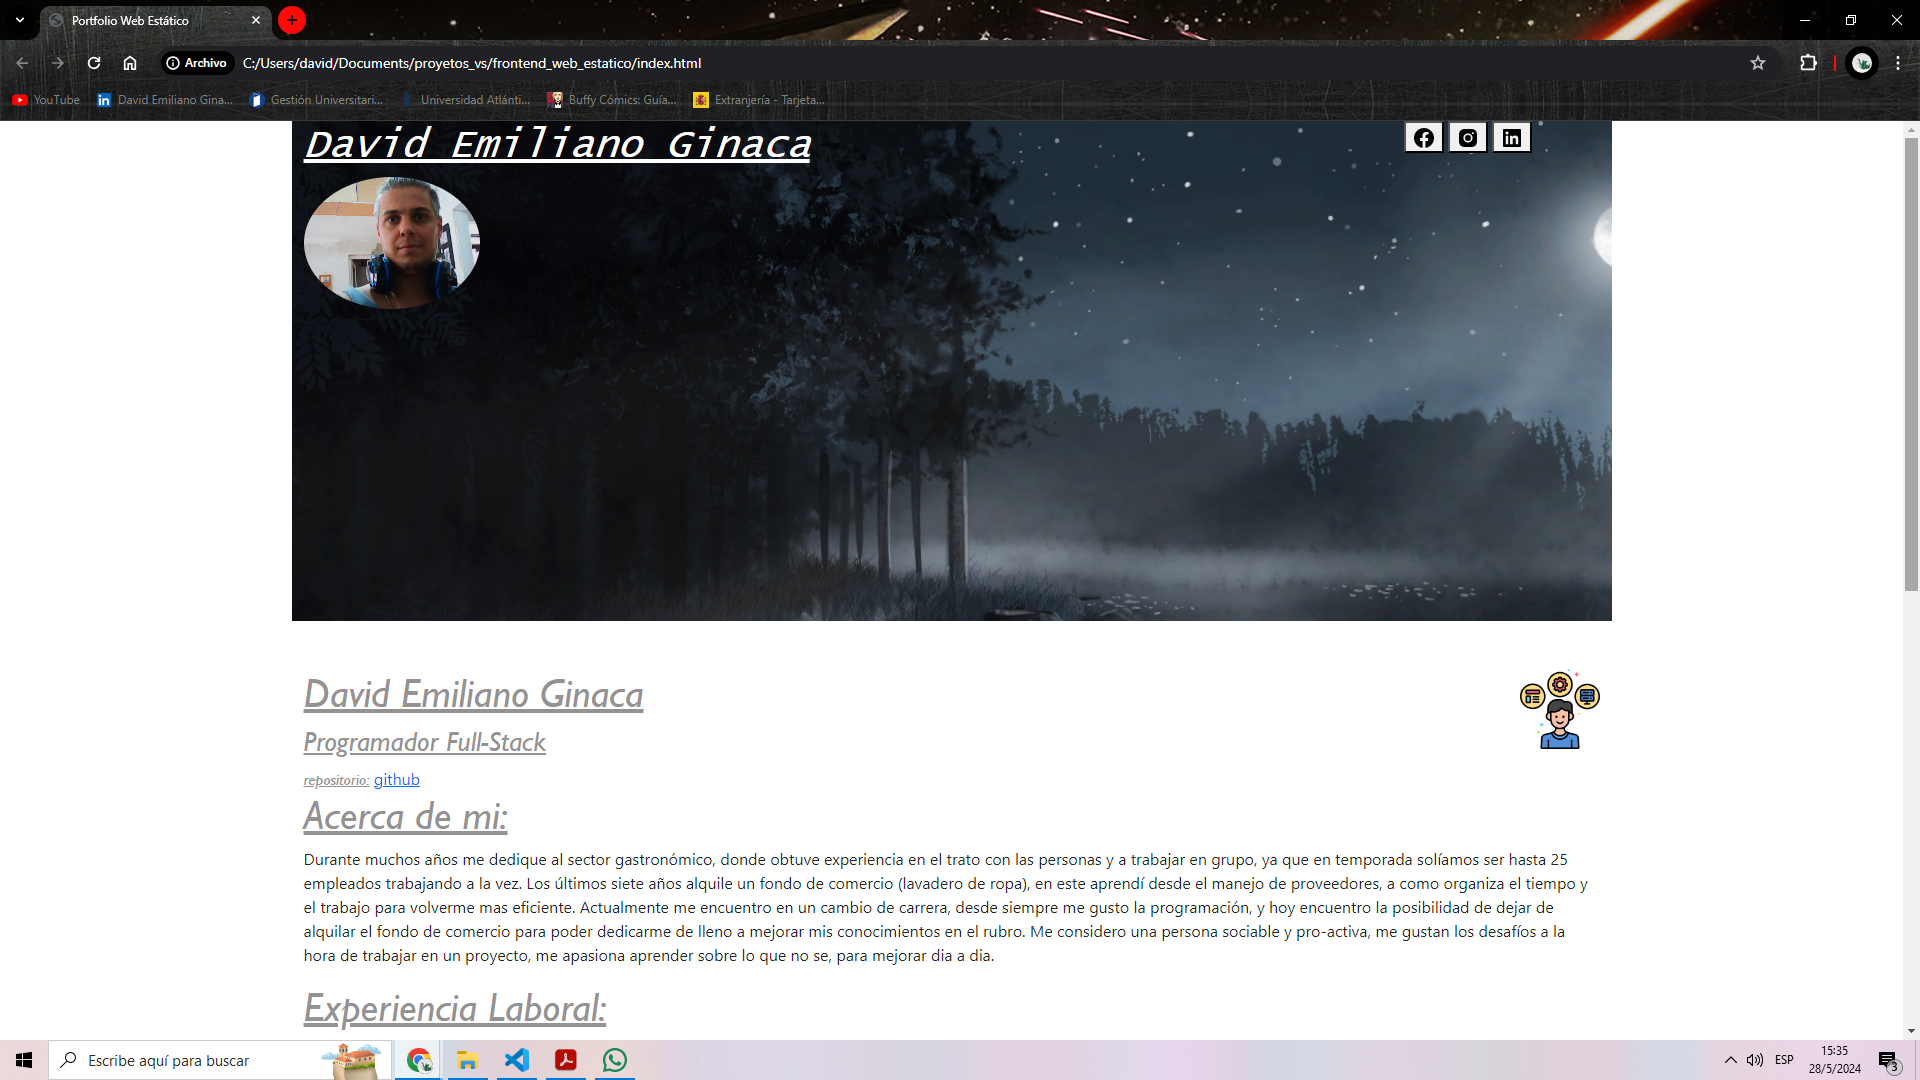 Portfolio Web Estático
Archivo C:/Users/david/Documents/proyetos_vs/frontend_web_estatico/index.html
YouTube David Emiliano Gina... Gestión Universitari... Universidad Atlánti... Buffy Cómics: Guía... Extranjería - Tarjeta...
David Emiliano Ginaca
David Emiliano Ginaca
Programador Full-Stack
repositorio: github
Acerca de mi:
Durante muchos años me dedique al sector gastronómico, donde obtuve experiencia en el trato con las personas y a trabajar en grupo, ya que en temporada solíamos ser hasta 25
empleados trabajando a la vez. Los últimos siete años alquile un fondo de comercio (lavadero de ropa), en este aprendí desde el manejo de proveedores, a como organiza el tiempo y
el trabajo para volverme mas eficiente. Actualmente me encuentro en un cambio de carrera, desde siempre me gusto la programación, y hoy encuentro la posibilidad de dejar de
alquilar el fondo de comercio para poder dedicarme de lleno a mejorar mis conocimientos en el rubro. Me considero una persona sociable y pro-activa, me gustan los desafíos a la
hora de trabajar en un proyecto, me apasiona aprender sobre lo que no se, para mejorar dia a dia.
Experiencia Laboral:
Escribe aquí para buscar
ESP
15:35
28/5/2024
3